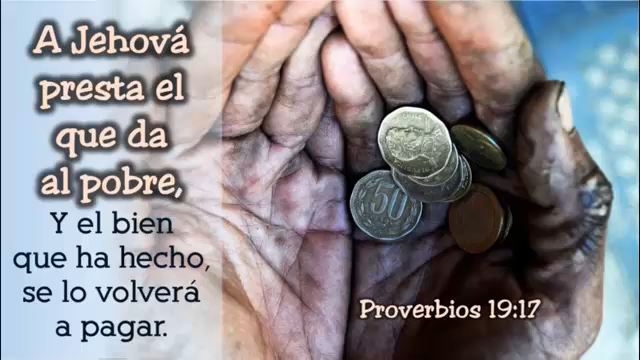 A Jehová
presta el
que da
al pobre,
Y el bien
que ha hecho,
se lo volverá
a pagar.
50
Proverbios 19:17